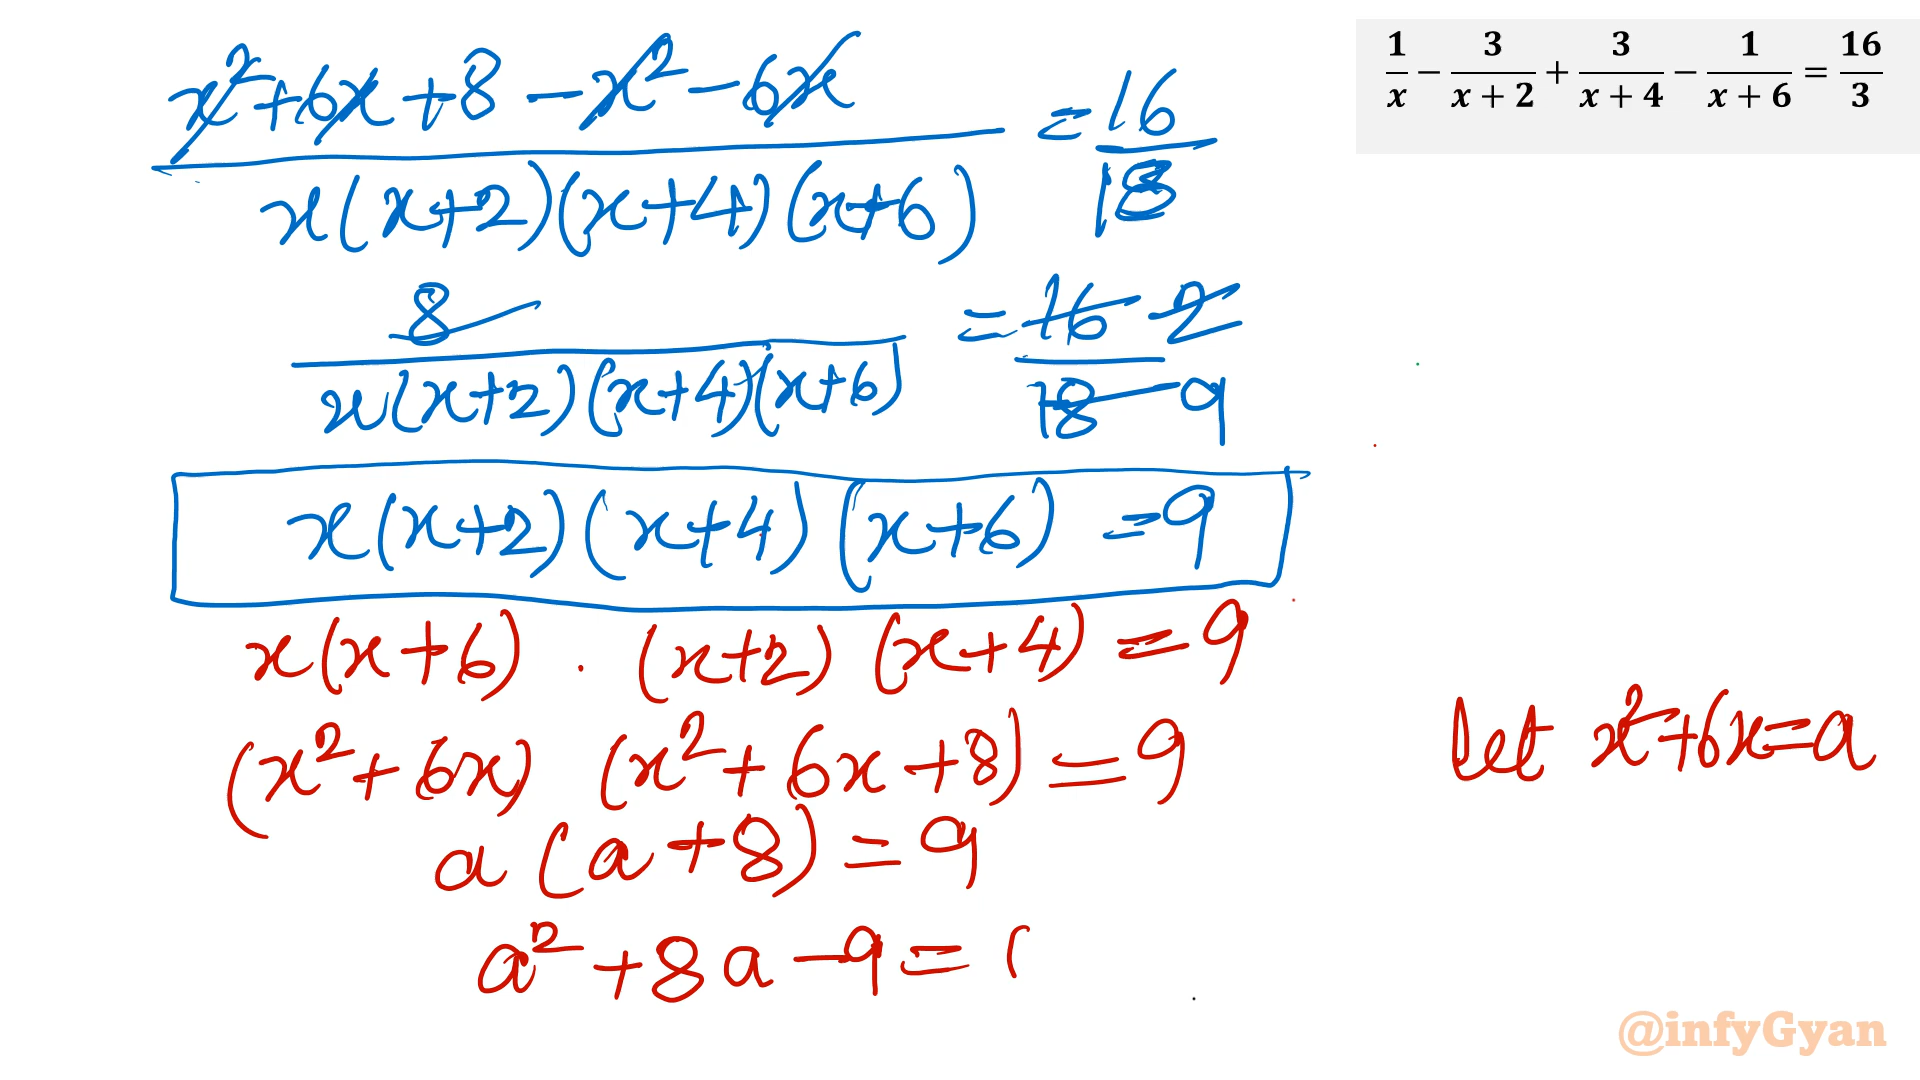 1/x − 3/(x + 2) + 3/(x + 4) − 1/(x + 6) = 16/3
(x²+6x+8−x²−6x)/(x(x+2)(x+4)(x+6)) = 16/18
8/(x(x+2)(x+4)(x+6)) = 16 2/18 9
x(x+2)(x+4)(x+6) = 9
x(x+6) · (x+2)(x+4) = 9
(x²+6x)(x²+6x+8) = 9
Let x²+6x=a
a(a+8) = 9
a²+8a−9=
@infyGyan